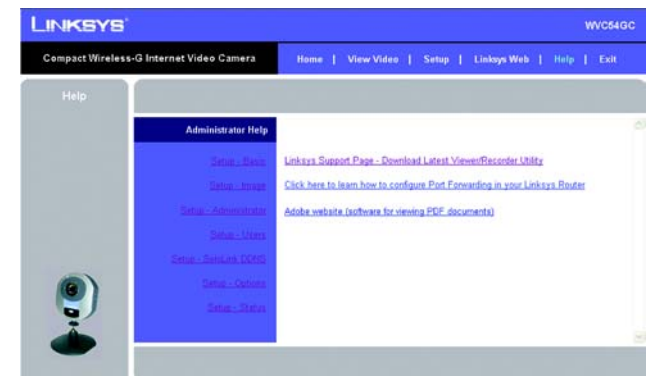 LINKSYS®
WVC54GC
Compact Wireless-G Internet Video Camera
Home | View Video | Setup | Linksys Web | Help | Exit
Help
Administrator Help
Setup - Basic
Setup - Image
Setup - Administrator
Setup - Users
Setup - SoloLink DDNS
Setup - Options
Setup - Status
Linksys Support Page - Download Latest Viewer/Recorder Utility
Click here to learn how to configure Port Forwarding in your Linksys Router
Adobe website (software for viewing PDF documents)